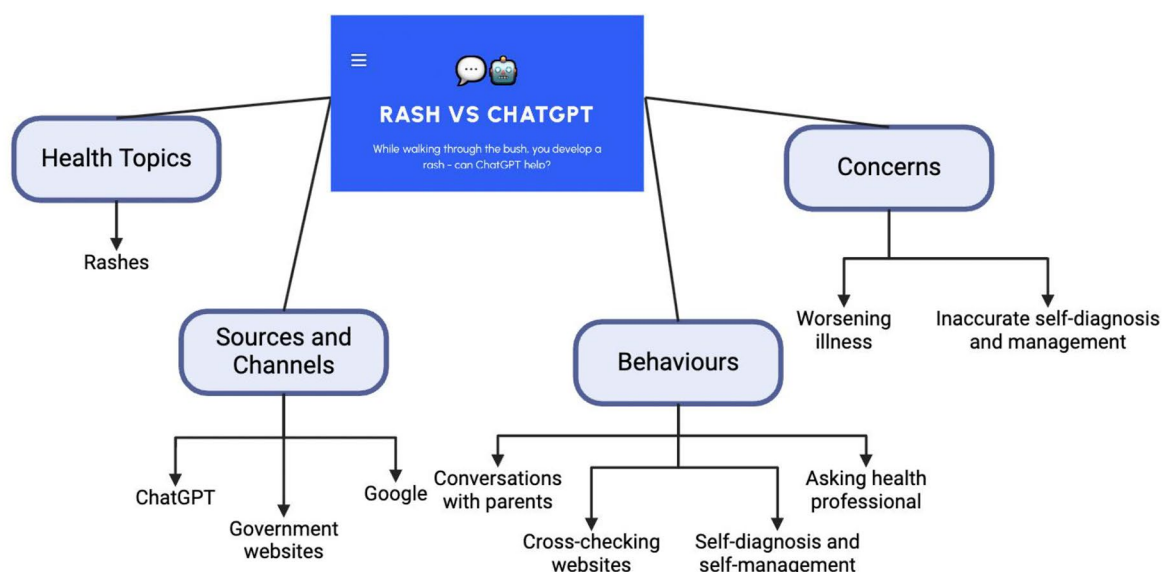 RASH VS CHATGPT
While walking through the bush, you develop a
rash - can ChatGPT help?
Health Topics
Rashes
Sources and
Channels
ChatGPT
Government
websites
Google
Behaviours
Conversations
with parents
Cross-checking
websites
Self-diagnosis and
self-management
Asking health
professional
Concerns
Worsening
illness
Inaccurate self-diagnosis
and management